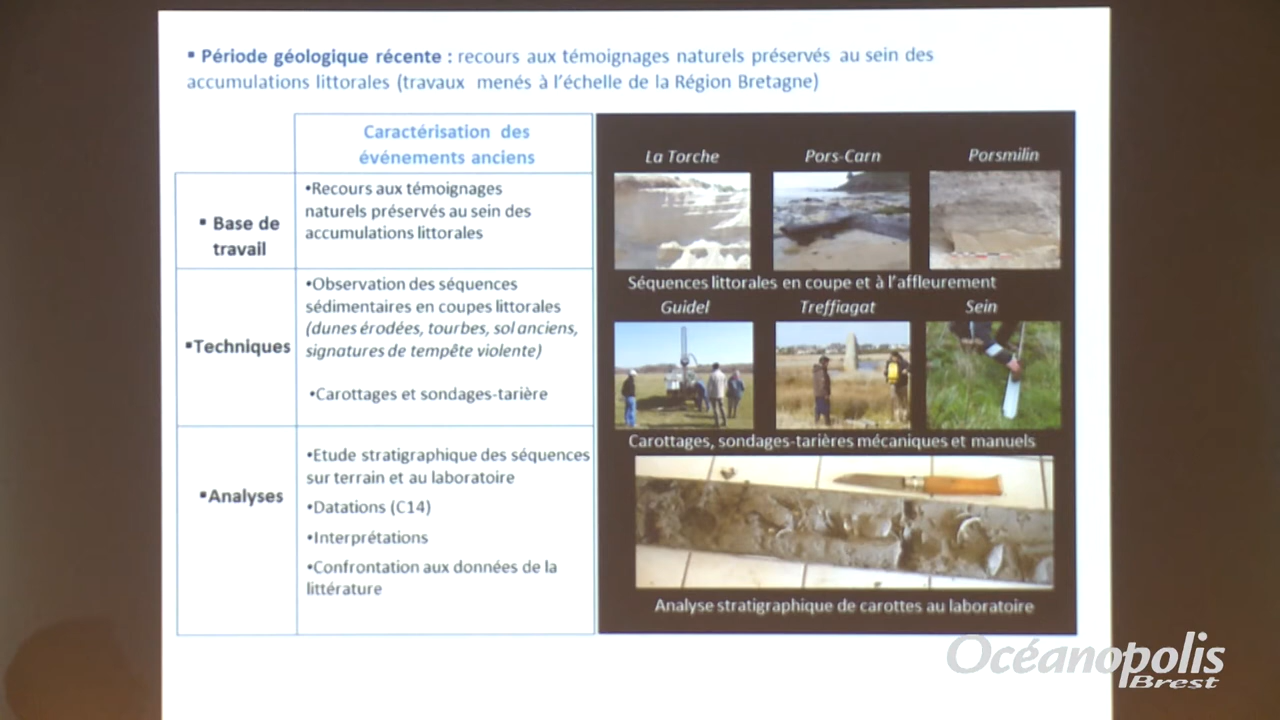 ▪ Période géologique récente : recours aux témoignages naturels préservés au sein des
accumulations littorales (travaux menés à l'échelle de la Région Bretagne)
Caractérisation des
événements anciens
▪ Base de
travail
•Recours aux témoignages
naturels préservés au sein des
accumulations littorales
▪Techniques
•Observation des séquences
sédimentaires en coupes littorales
(dunes érodées, tourbes, sol anciens,
signatures de tempête violente)
•Carottages et sondages-tarière
▪Analyses
•Etude stratigraphique des séquences
sur terrain et au laboratoire
•Datations (C14)
•Interprétations
•Confrontation aux données de la
littérature
La Torche Pors-Carn Porsmilin
Séquences littorales en coupe et à l'affleurement
Guidel Treffiagat Sein
Carottages, sondages-tarières mécaniques et manuels
Analyse stratigraphique de carottes au laboratoire
Océanopolis
Brest